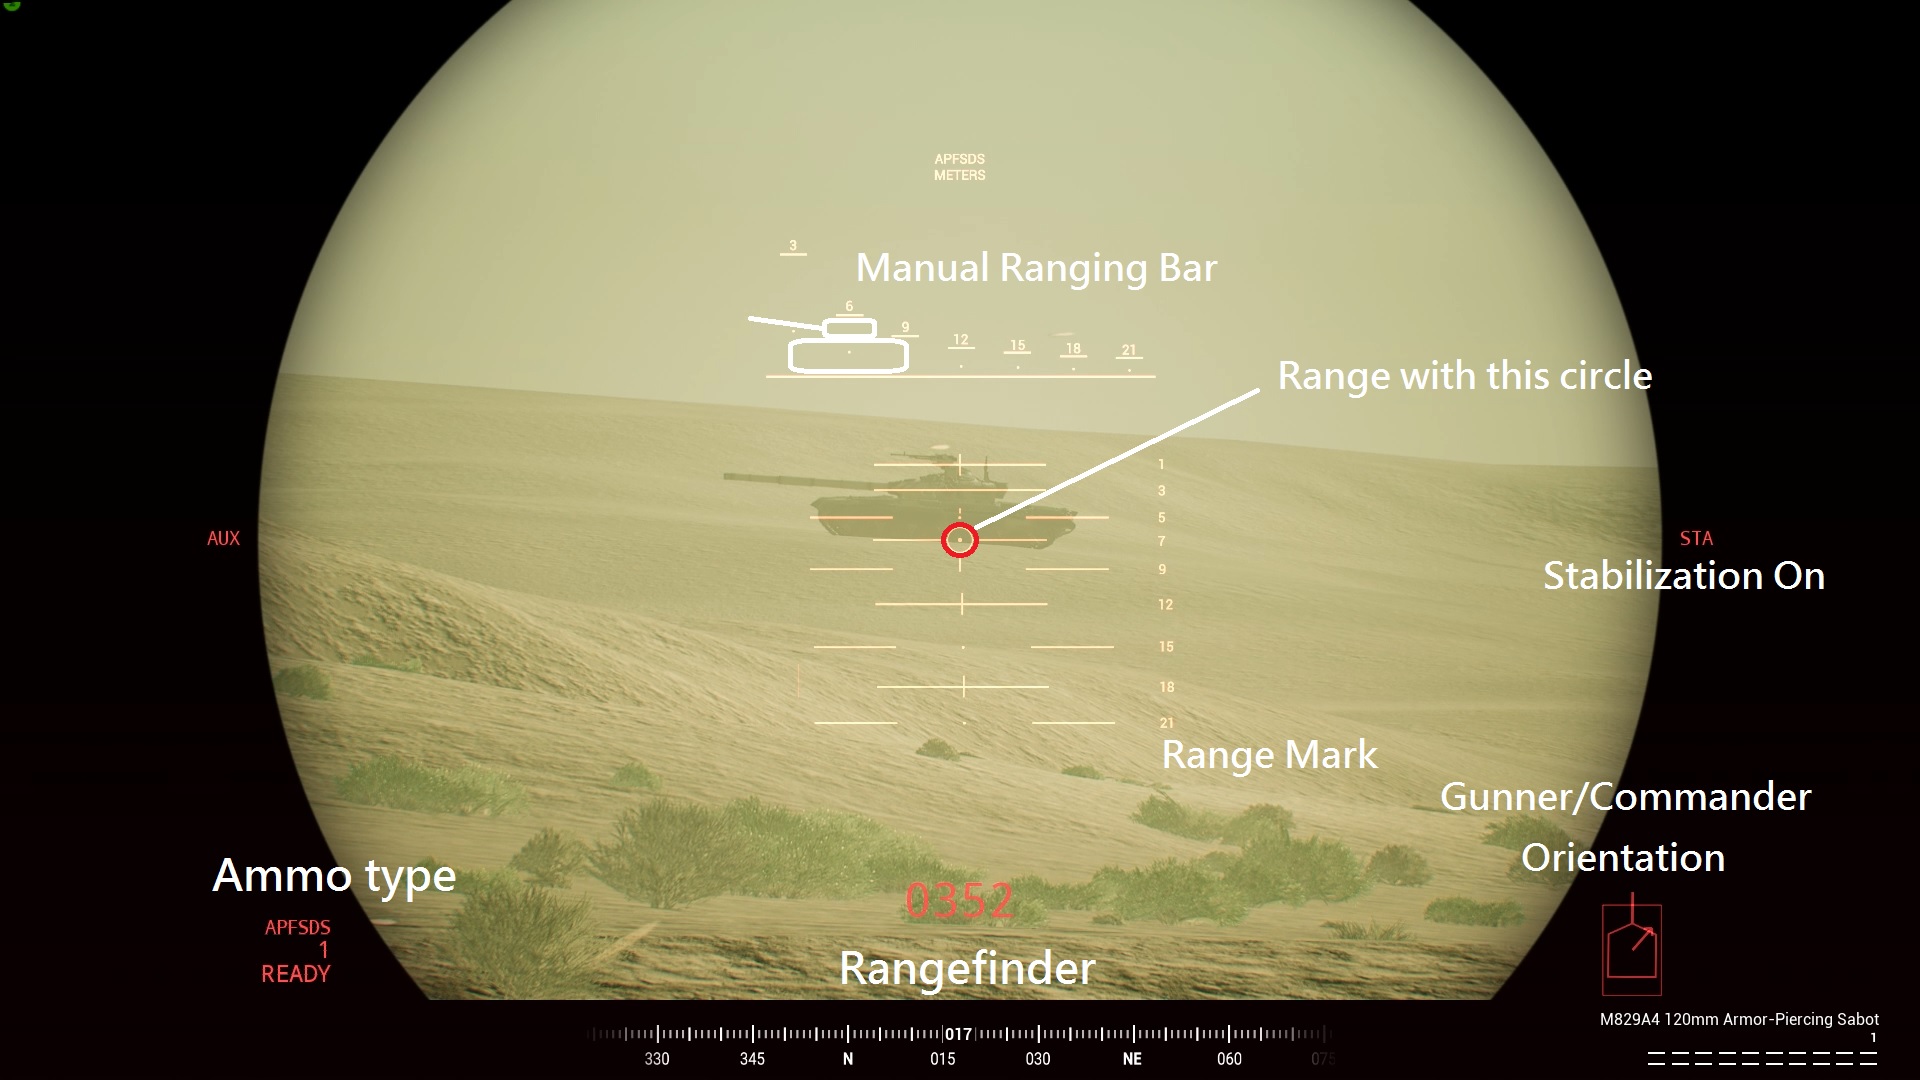 APFSDS
METERS
3
Manual Ranging Bar
6
9
12
15
18
21
Range with this circle
1
3
5
AUX
7
STA
9
Stabilization On
12
15
18
21
Range Mark
Gunner/Commander
Orientation
Ammo type
0352
APFSDS
1
READY
Rangefinder
M829A4 120mm Armor-Piercing Sabot
1
017
330 345 N 015 030 NE 060 075